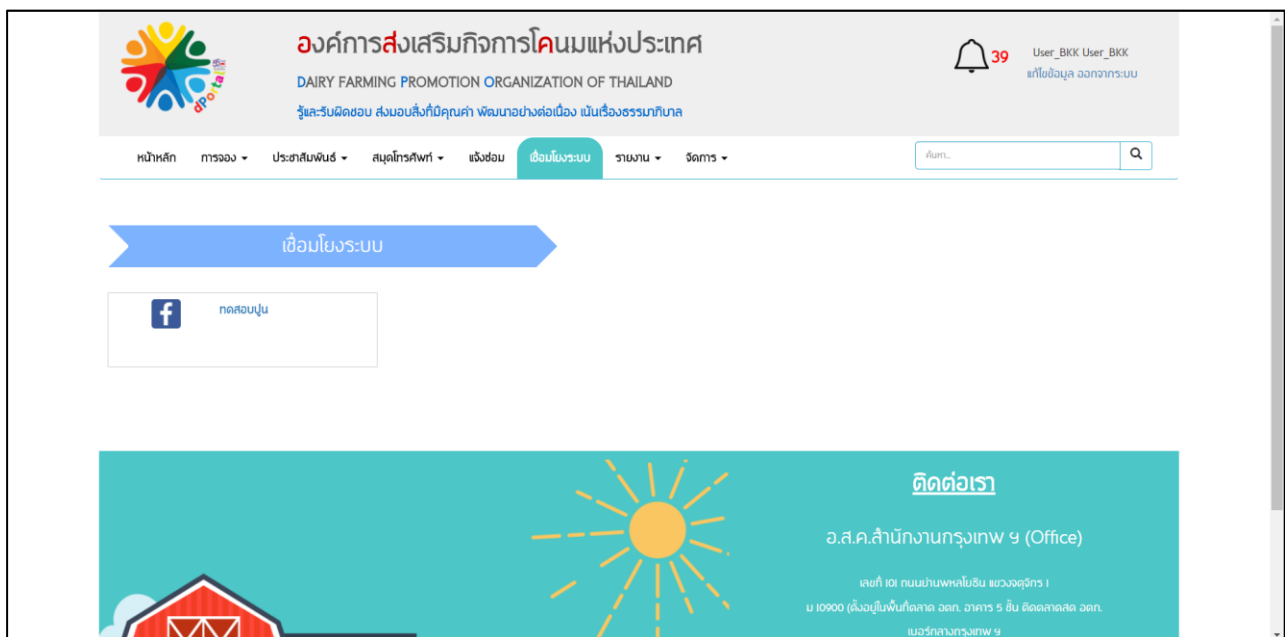 dPortal
องค์การส่งเสริมกิจการโคนมแห่งประเทศ
DAIRY FARMING PROMOTION ORGANIZATION OF THAILAND
รู้และรับผิดชอบ ส่งมอบสิ่งที่มีคุณค่า พัฒนาอย่างต่อเนื่อง เน้นเรื่องธรรมาภิบาล
39
User_BKK User_BKK
แก้ไขข้อมูล ออกจากระบบ
หน้าหลัก การจอง ประชาสัมพันธ์ สมุดโทรศัพท์ แจ้งซ่อม เชื่อมโยงระบบ รายงาน จัดการ ค้นหา...
เชื่อมโยงระบบ
ทดสอบปูน
ติดต่อเรา
อ.ส.ค.สำนักงานกรุงเทพ ฯ (Office)
เลขที่ 101 ถนนย่านพหลโยธิน แขวงจตุจักร เ
ม 10900 (ตั้งอยู่ในพื้นที่ตลาด อตก. อาคาร 5 ชั้น ติดตลาดสด อตก.
เบอร์กลางกรุงเทพ ฯ